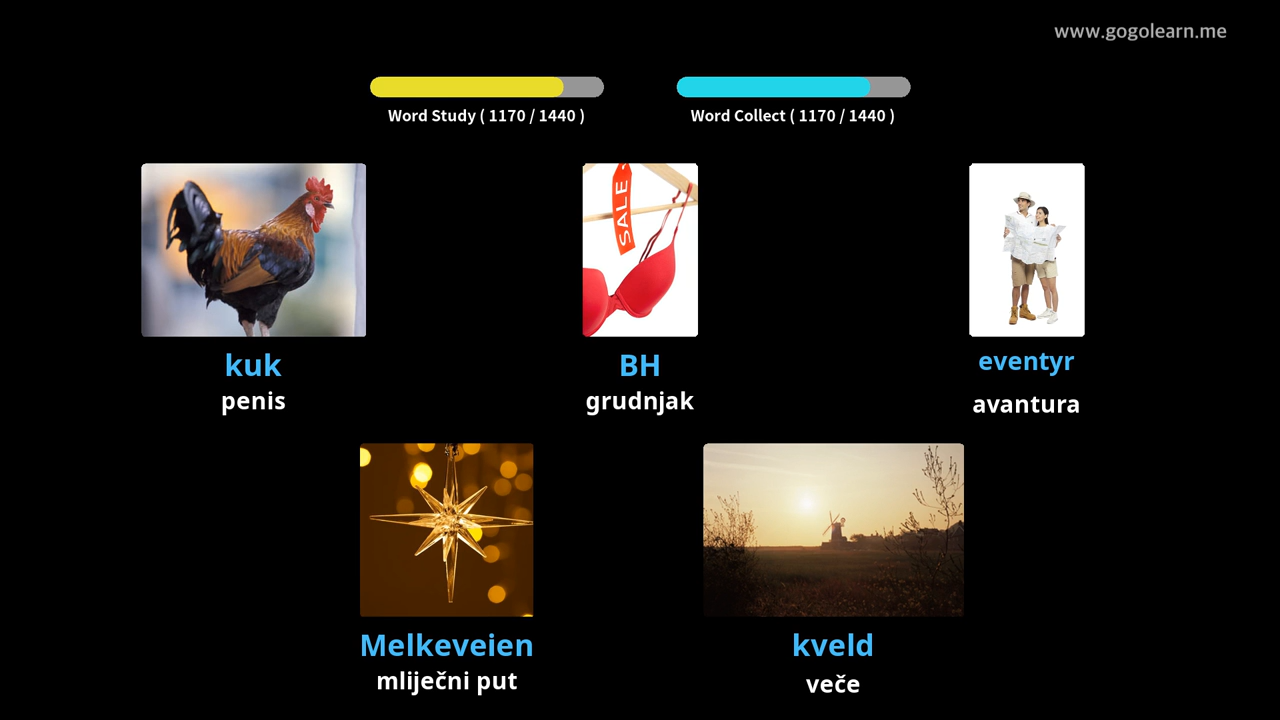 www.gogolearn.me
Word Study ( 1170 / 1440 )
Word Collect ( 1170 / 1440 )
SALE
kuk
penis
BH
grudnjak
eventyr
avantura
Melkeveien
mliječni put
kveld
veče